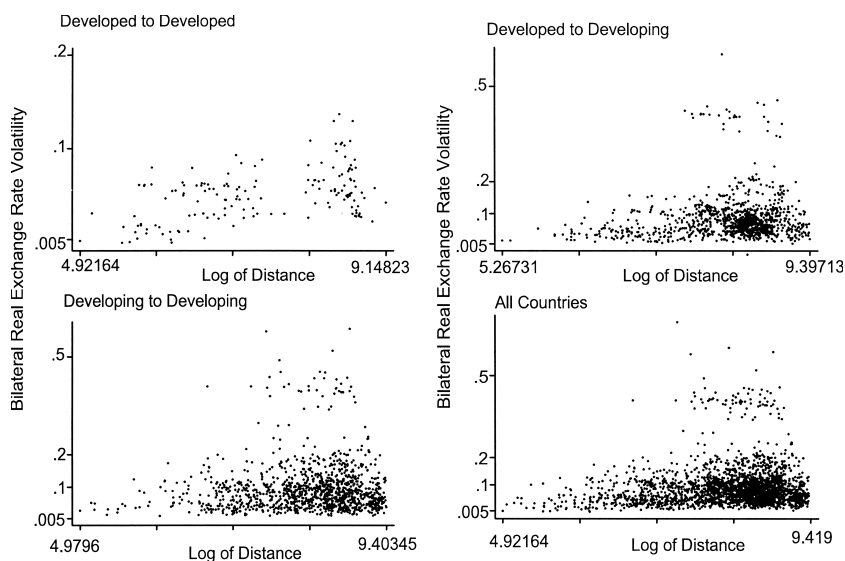 Developed to Developed
Bilateral Real Exchange Rate Volatility
.2
.1
.005
4.92164
9.14823
Log of Distance
Developed to Developing
Bilateral Real Exchange Rate Volatility
.5
.2
.1
.005
5.26731
9.39713
Log of Distance
Developing to Developing
.5
.2
.1
.005
4.9796
9.40345
Log of Distance
All Countries
.5
.2
.1
.005
4.92164
9.419
Log of Distance